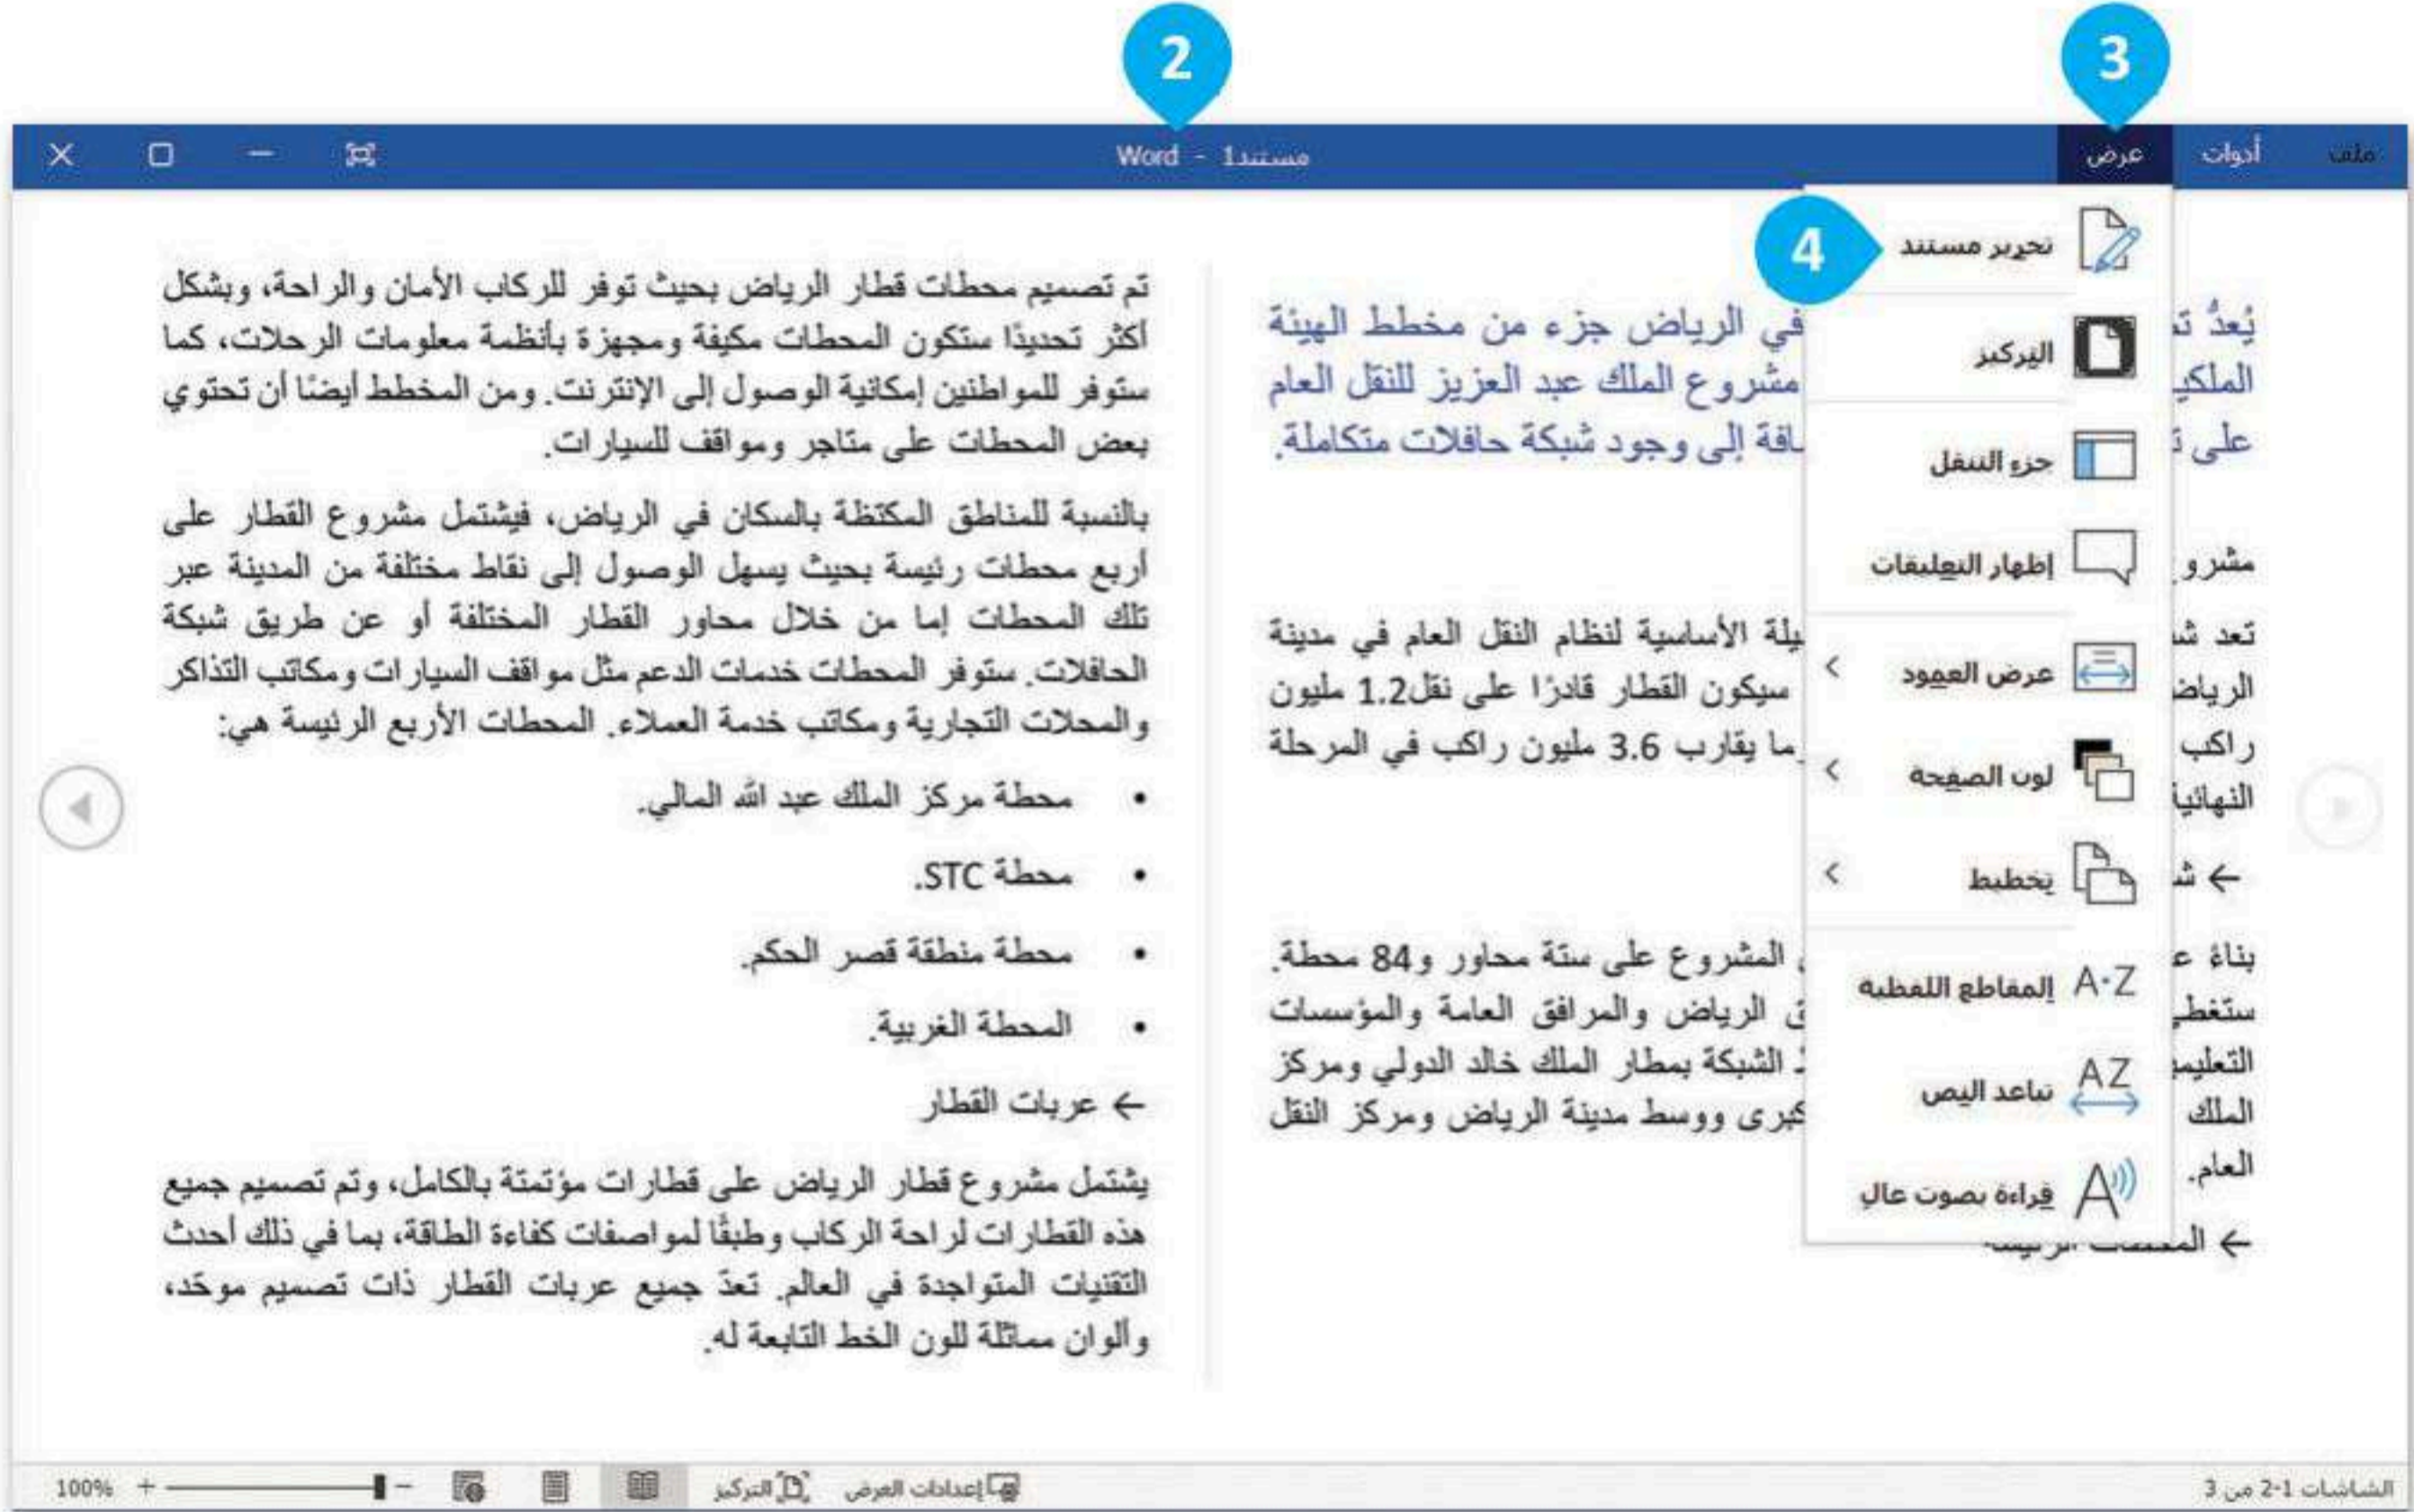 2
3
ملف
أدوات
عرض
مستند1 - Word
4
تحرير مستند
التركيز
جزء التنقل
إظهار التعليقات
عرض العمود
لون الصفحة
تخطيط
المقاطع اللفظية
تباعد النص
قراءة بصوت عالٍ
يُعدُّ
في الرياض جزء من مخطط الهيئة
الملكية
مشروع الملك عبد العزيز للنقل العام
على
إلى وجود شبكة حافلات متكاملة.
تعد
الأساسية لنظام النقل العام في مدينة
سيكون القطار قادرًا على نقل1.2 مليون
راكب
ما يقارب 3.6 مليون راكب في المرحلة
النهائية
←
بناءً
المشروع على ستة محاور و84 محطة.
الرياض والمرافق العامة والمؤسسات
الشبكة بمطار الملك خالد الدولي ومركز
الملك
ووسط مدينة الرياض ومركز النقل
العام.
←
تم تصميم محطات قطار الرياض بحيث توفر للركاب الأمان والراحة، وبشكل
أكثر تحديدًا ستكون المحطات مكيفة ومجهزة بأنظمة معلومات الرحلات، كما
ستوفر للمواطنين إمكانية الوصول إلى الإنترنت. ومن المخطط أيضًا أن تحتوي
بعض المحطات على متاجر ومواقف للسيارات.
بالنسبة للمناطق المكتظة بالسكان في الرياض، فيشتمل مشروع القطار على
أربع محطات رئيسة بحيث يسهل الوصول إلى نقاط مختلفة من المدينة عبر
تلك المحطات إما من خلال محاور القطار المختلفة أو عن طريق شبكة
الحافلات. ستوفر المحطات خدمات الدعم مثل مواقف السيارات ومكاتب التذاكر
والمحلات التجارية ومكاتب خدمة العملاء. المحطات الأربع الرئيسة هي:
• محطة مركز الملك عبد الله المالي.
• محطة STC.
• محطة منطقة قصر الحكم.
• المحطة الغربية.
← عربات القطار
يشتمل مشروع قطار الرياض على قطارات مؤتمتة بالكامل، وتم تصميم جميع
هذه القطارات لراحة الركاب وطبقًا لمواصفات كفاءة الطاقة، بما في ذلك أحدث
التقنيات المتواجدة في العالم. تعدّ جميع عربات القطار ذات تصميم موحّد،
وألوان مماثلة للون الخط التابعة له.
الشاشات 1-2 من 3
إعدادات العرض
التركيز
100%